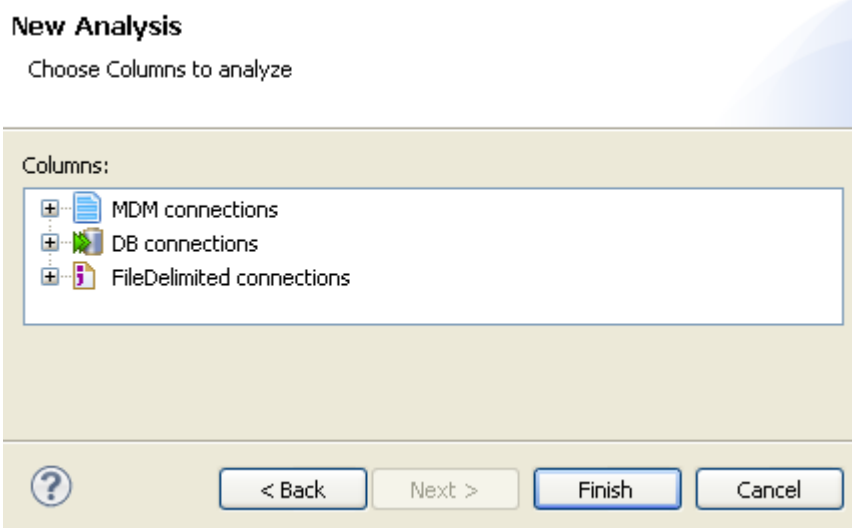 New Analysis
Choose Columns to analyze
Columns:
MDM connections
DB connections
FileDelimited connections
? < Back Next > Finish Cancel